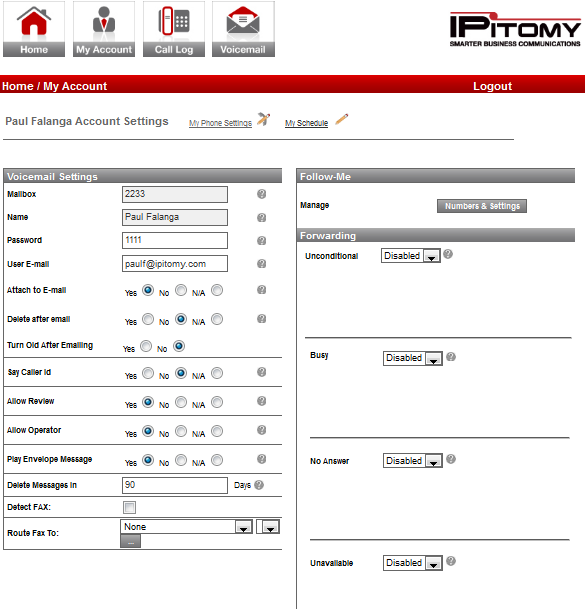 Home
My Account
Call Log
Voicemail
IPitomy
SMARTER BUSINESS COMMUNICATIONS
Home / My Account
Logout
Paul Falanga Account Settings
My Phone Settings
My Schedule
Voicemail Settings
Mailbox 2233 ?
Name Paul Falanga ?
Password 1111 ?
User E-mail paulf@ipitomy.com ?
Attach to E-mail Yes No N/A ?
Delete after email Yes No N/A ?
Turn Old After Emailing Yes No
Say Caller Id Yes No N/A ?
Allow Review Yes No N/A ?
Allow Operator Yes No N/A ?
Play Envelope Message Yes No N/A ?
Delete Messages In 90 Days ?
Detect FAX:
Route Fax To: None
...
Follow-Me
Manage Numbers & Settings
Forwarding
Unconditional Disabled ?
Busy Disabled ?
No Answer Disabled ?
Unavailable Disabled ?